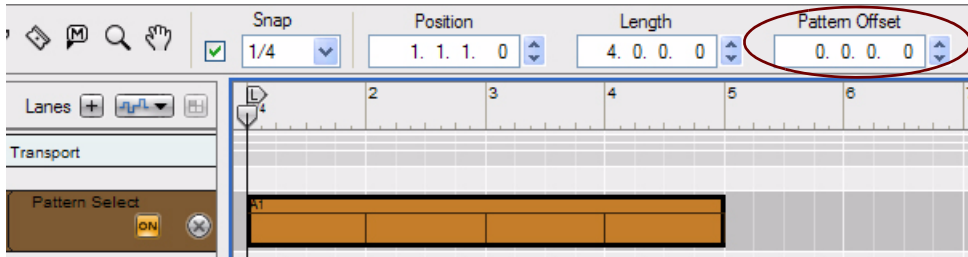 Snap Position Length Pattern Offset
1/4 1. 1. 1. 0 4. 0. 0. 0 0. 0. 0. 0
Lanes L 2 3 4 5 6
4
Transport
Pattern Select A1
ON